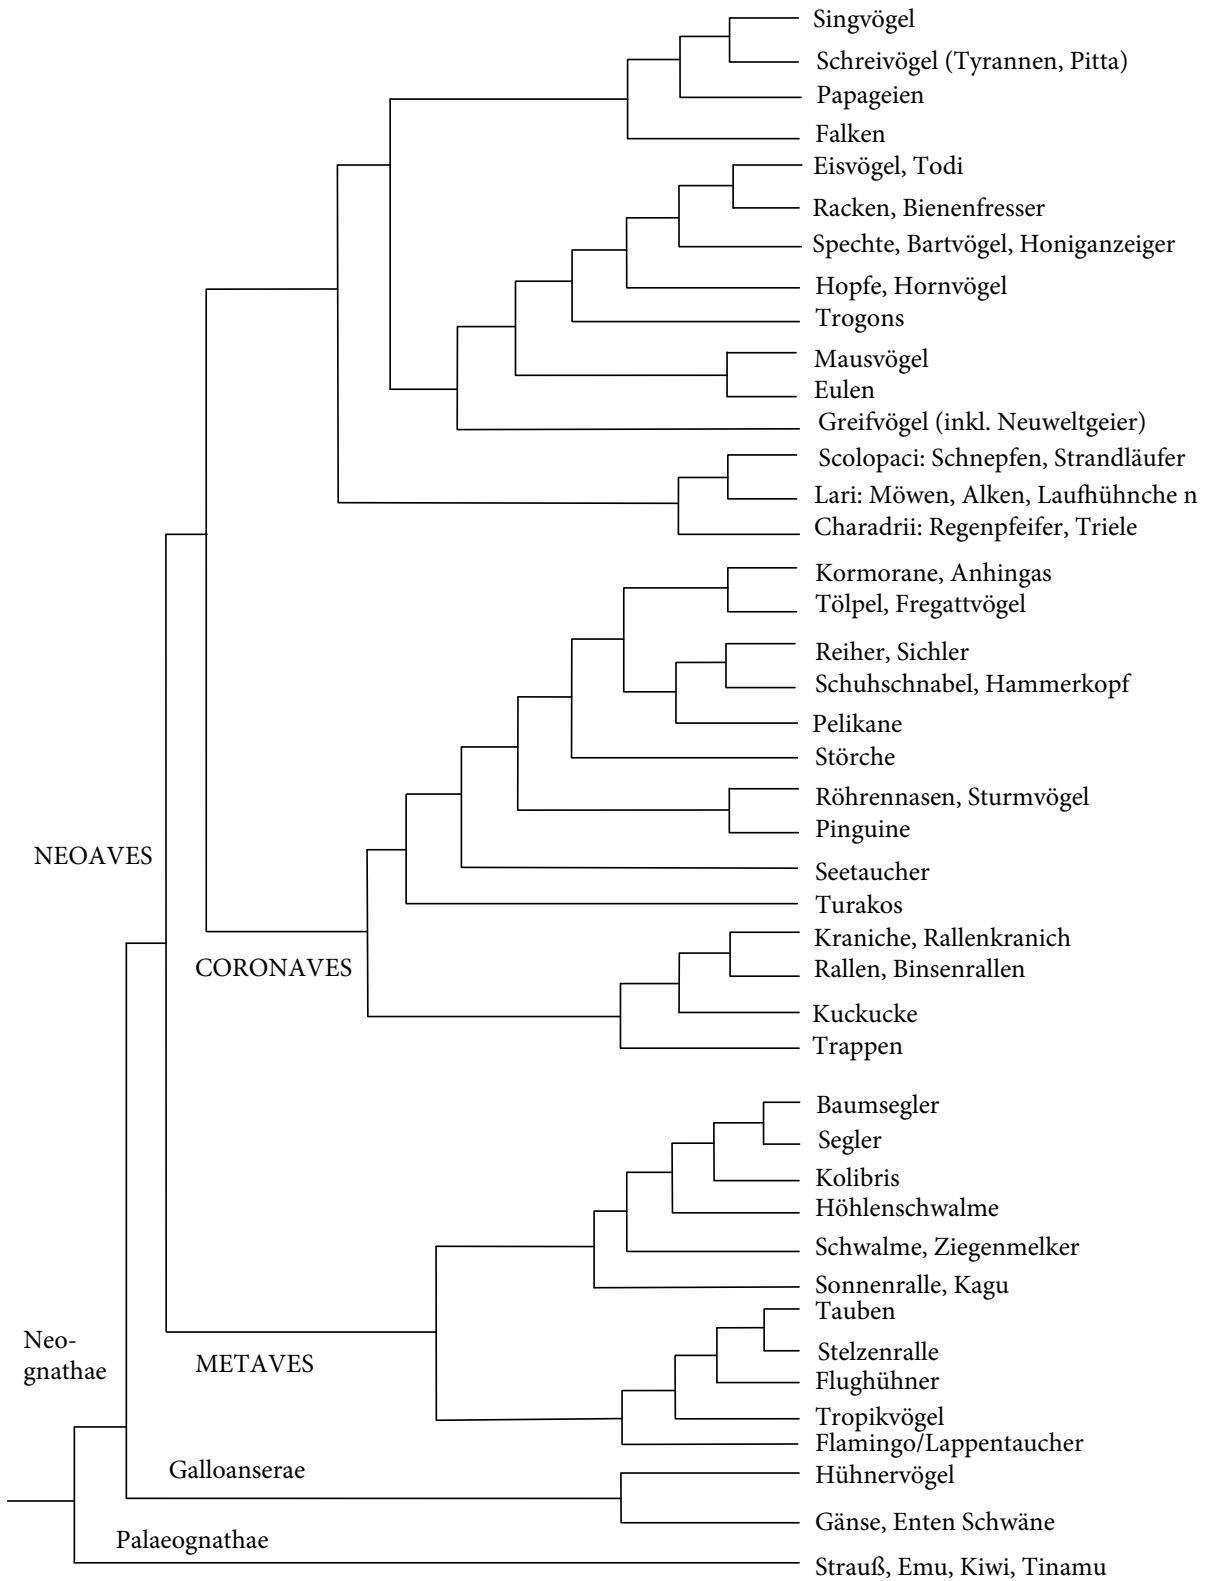 Singvögel
Schreivögel (Tyrannen, Pitta)
Papageien
Falken
Eisvögel, Todi
Racken, Bienenfresser
Spechte, Bartvögel, Honiganzeiger
Hopfe, Hornvögel
Trogons
Mausvögel
Eulen
Greifvögel (inkl. Neuweltgeier)
Scolopaci: Schnepfen, Strandläufer
Lari: Möwen, Alken, Laufhühnche n
Charadrii: Regenpfeifer, Triele
Kormorane, Anhingas
Tölpel, Fregattvögel
Reiher, Sichler
Schuhschnabel, Hammerkopf
Pelikane
Störche
Röhrennasen, Sturmvögel
Pinguine
NEOAVES
Seetaucher
Turakos
Kraniche, Rallenkranich
CORONAVES
Rallen, Binsenrallen
Kuckucke
Trappen
Baumsegler
Segler
Kolibris
Höhlenschwalme
Schwalme, Ziegenmelker
Sonnenralle, Kagu
Tauben
Neo-
gnathae
Stelzenralle
METAVES
Flughühner
Tropikvögel
Flamingo/Lappentaucher
Galloanserae
Hühnervögel
Gänse, Enten Schwäne
Palaeognathae
Strauß, Emu, Kiwi, Tinamu